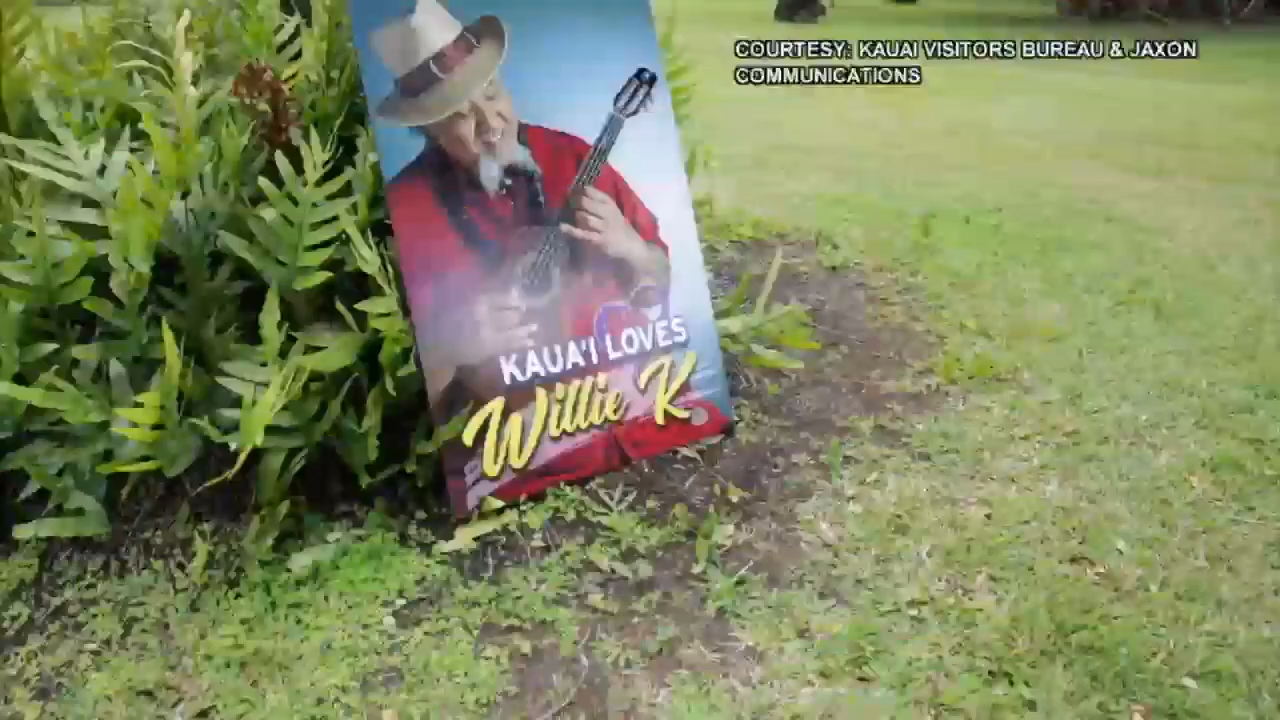 COURTESY: KAUAI VISITORS BUREAU & JAXON
COMMUNICATIONS
KAUA'I LOVES
Willie K